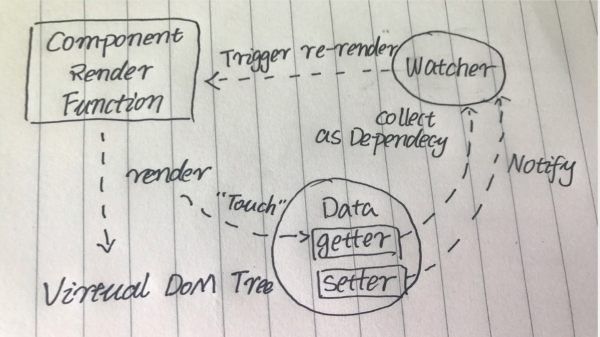 Component
Render
Function
Trigger re-render
Watcher
collect
as Dependecy
Notify
render
"Touch"
Data
getter
setter
Virtual DOM Tree